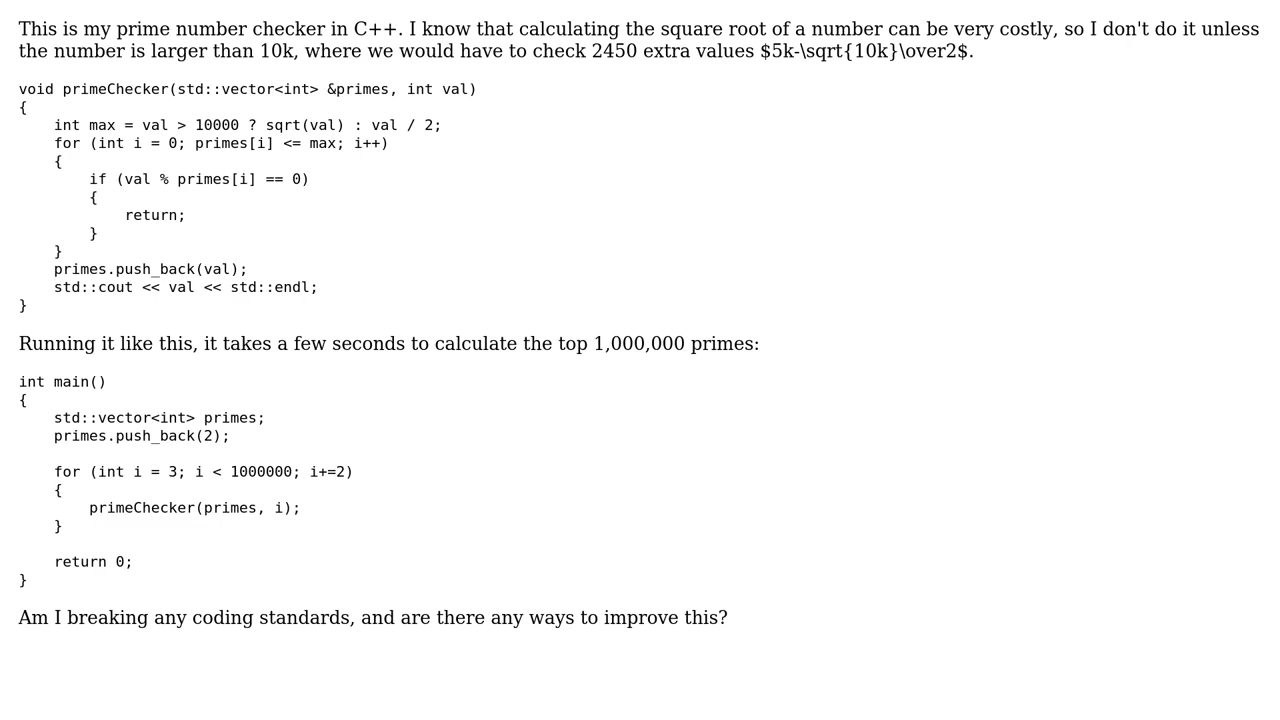 This is my prime number checker in C++. I know that calculating the square root of a number can be very costly, so I don't do it unless
the number is larger than 10k, where we would have to check 2450 extra values $5k-\sqrt{10k}\over2$.
void primeChecker(std::vector<int> &primes, int val)
{
    int max = val > 10000 ? sqrt(val) : val / 2;
    for (int i = 0; primes[i] <= max; i++)
    {
        if (val % primes[i] == 0)
        {
            return;
        }
    }
    primes.push_back(val);
    std::cout << val << std::endl;
}
Running it like this, it takes a few seconds to calculate the top 1,000,000 primes:
int main()
{
    std::vector<int> primes;
    primes.push_back(2);
    for (int i = 3; i < 1000000; i+=2)
    {
        primeChecker(primes, i);
    }
    return 0;
}
Am I breaking any coding standards, and are there any ways to improve this?